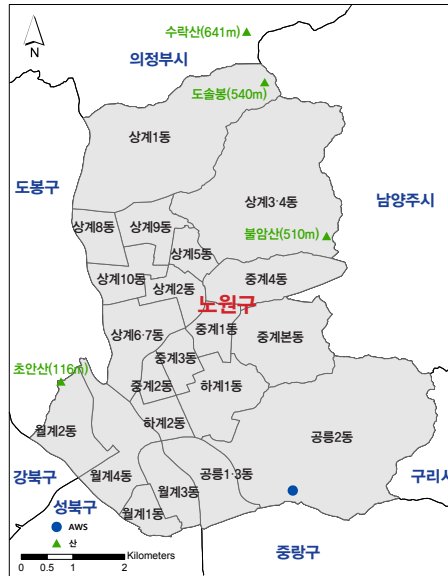 수락산(641m)
N
의정부시
도솔봉(540m)
상계1동
도봉구
남양주시
상계3·4동
상계8동
상계9동
불암산(510m)
상계5동
상계10동
중계4동
상계2동
노원구
중계1동
상계6·7동
중계본동
중계3동
초안산(116m)
중계2동
하계1동
하계2동
월계2동
공릉2동
강북구
월계4동
공릉1·3동
구리시
월계3동
성북구
월계1동
AWS
산
중랑구
Kilometers
0 0.5 1 2